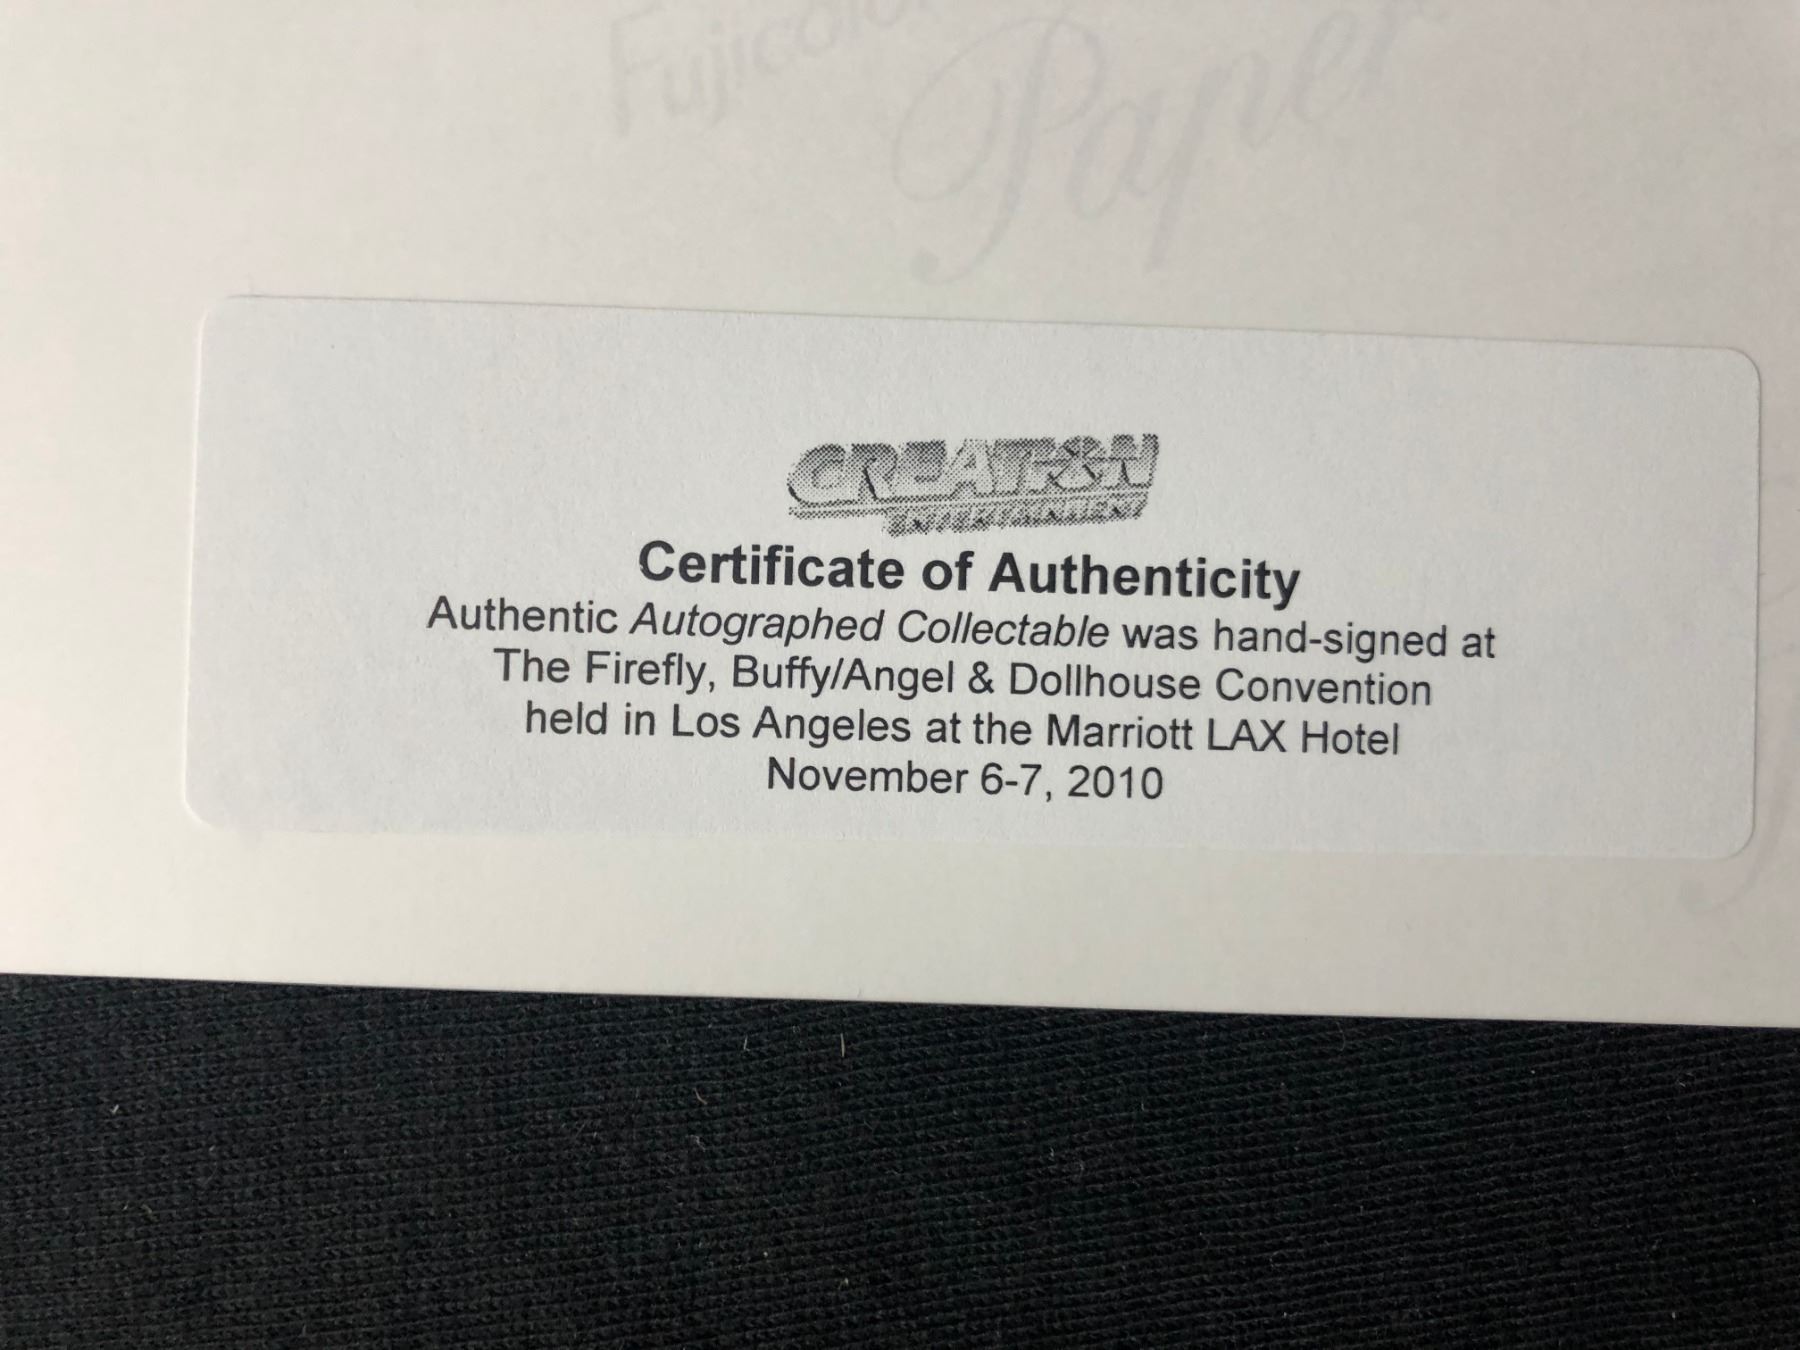 Fujicolor
Paper
CREATION
ENTERTAINMENT
Certificate of Authenticity
Authentic Autographed Collectable was hand-signed at
The Firefly, Buffy/Angel & Dollhouse Convention
held in Los Angeles at the Marriott LAX Hotel
November 6-7, 2010